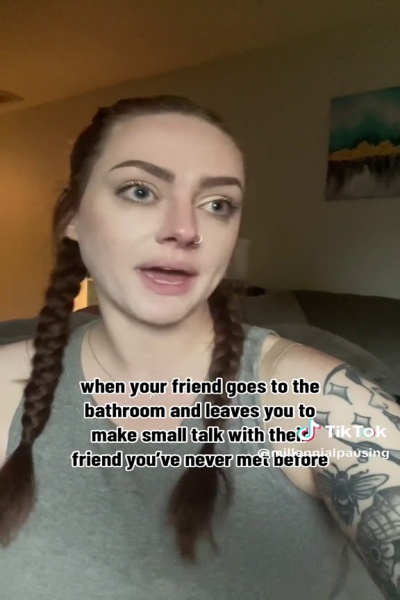 when your friend goes to the
bathroom and leaves you to
make small talk with their
friend you've never met before
TikTok
@millennialpausing